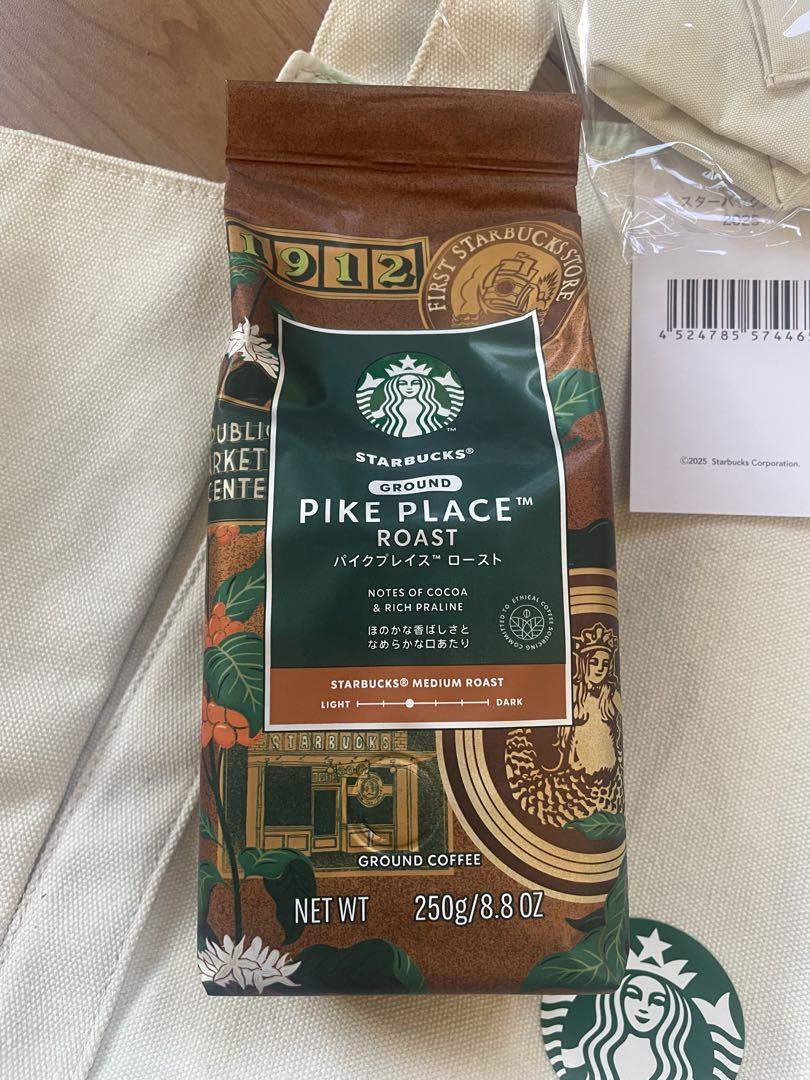 スターバ
2025
4 524785 57446
©2025 Starbucks Corporation.
1912
FIRST STARBUCKS STORE
PUBLIC
MARKET
CENTE
STARBUCKS®
GROUND
PIKE PLACE™
ROAST
パイクプレイス™ ロースト
NOTES OF COCOA
& RICH PRALINE
ほのかな香ばしさと
なめらかな口あたり
COMMITTED TO ETHICAL COFFEE SOURCING
STARBUCKS® MEDIUM ROAST
LIGHT DARK
STARBUCKS
GROUND COFFEE
NET WT 250g/8.8 OZ